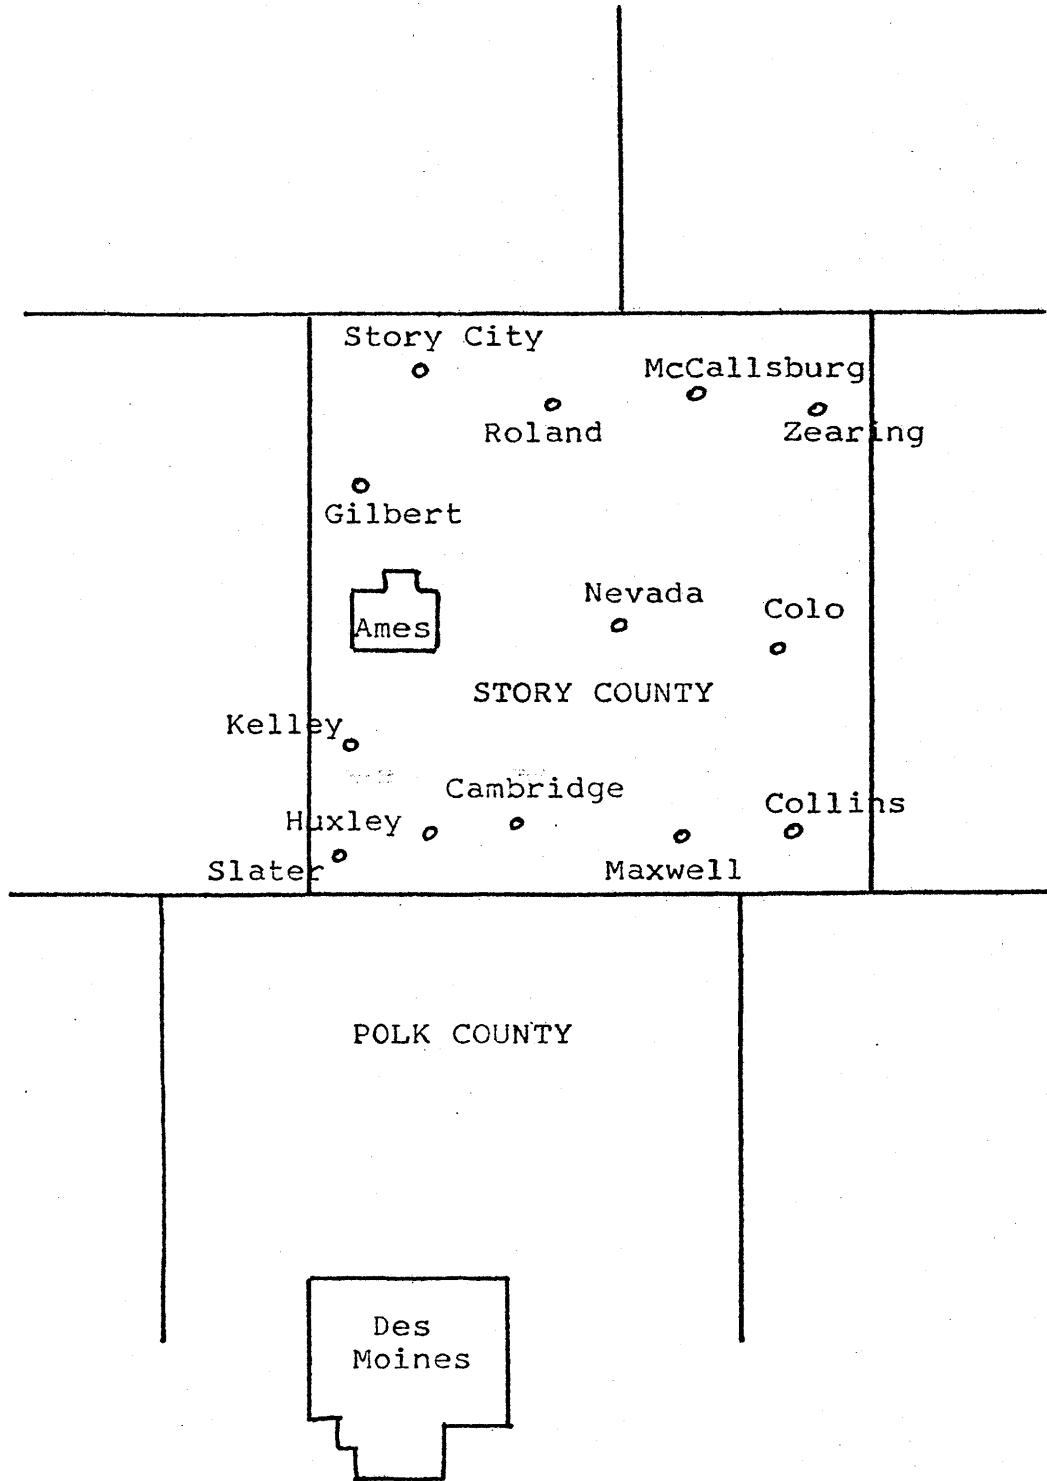 Story City
McCallsburg
Roland
Zearing
Gilbert
Nevada
Colo
Ames
STORY COUNTY
Kelley
Cambridge
Collins
Huxley
Slater
Maxwell
POLK COUNTY
Des
Moines